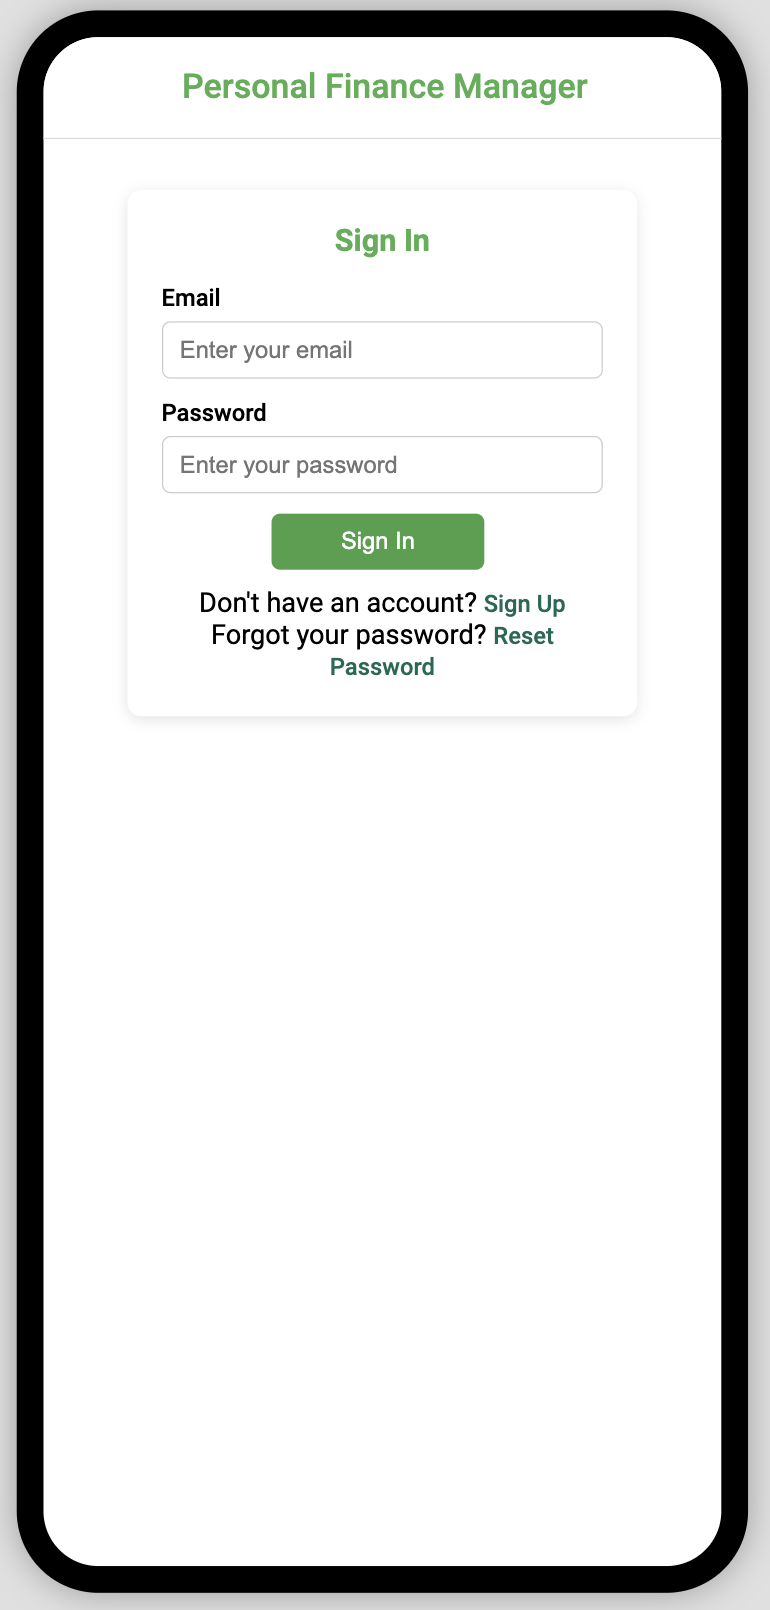 Personal Finance Manager
Sign In
Email
Enter your email
Password
Enter your password
Sign In
Don't have an account? Sign Up
Forgot your password? Reset
Password